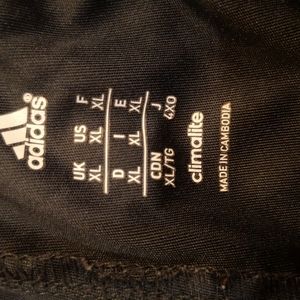 adidas
UK US F
XL XL XL
D I E
XL XL XL
CDN J
XL/TG 4XO
climalite
MADE IN CAMBODIA